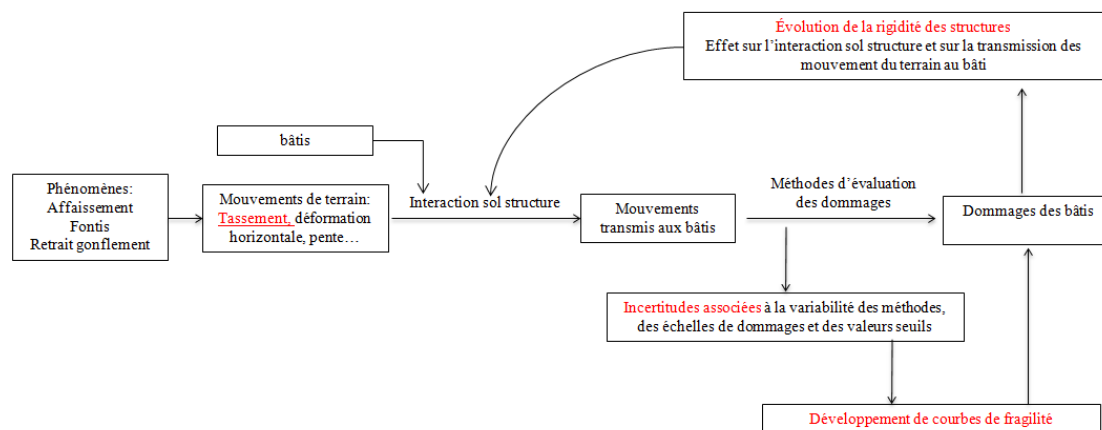 Évolution de la rigidité des structures
Effet sur l'interaction sol structure et sur la transmission des
mouvement du terrain au bâti
bâtis
Phénomènes:
Affaissement
Fontis
Retrait gonflement
Mouvements de terrain:
Tassement, déformation
horizontale, pente…
Interaction sol structure
Mouvements
transmis aux bâtis
Méthodes d'évaluation
des dommages
Dommages des bâtis
Incertitudes associées à la variabilité des méthodes,
des échelles de dommages et des valeurs seuils
Développement de courbes de fragilité